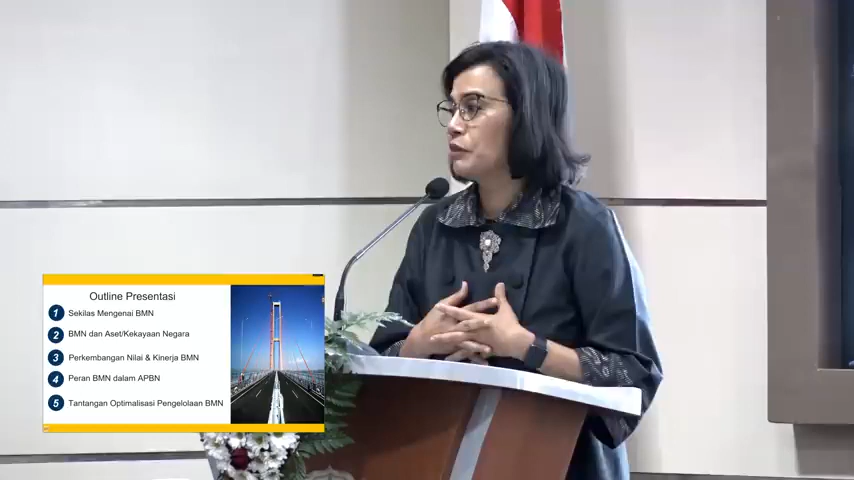 Outline Presentasi
1 Sekilas Mengenai BMN
2 BMN dan Aset/Kekayaan Negara
3 Perkembangan Nilai & Kinerja BMN
4 Peran BMN dalam APBN
5 Tantangan Optimalisasi Pengelolaan BMN